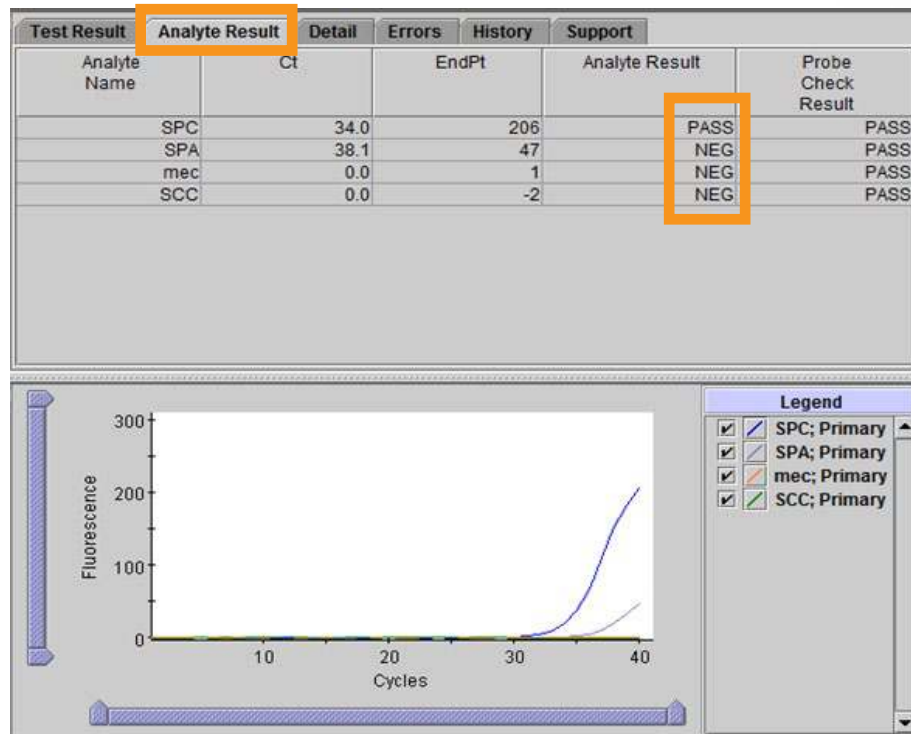 Test Result Analyte Result Detail Errors History Support
Analyte Name Ct EndPt Analyte Result Probe Check Result
SPC 34.0 206 PASS PASS
SPA 38.1 47 NEG PASS
mec 0.0 1 NEG PASS
SCC 0.0 -2 NEG PASS
Legend
SPC; Primary
SPA; Primary
mec; Primary
SCC; Primary
300
200
100
0
Fluorescence
10 20 30 40
Cycles